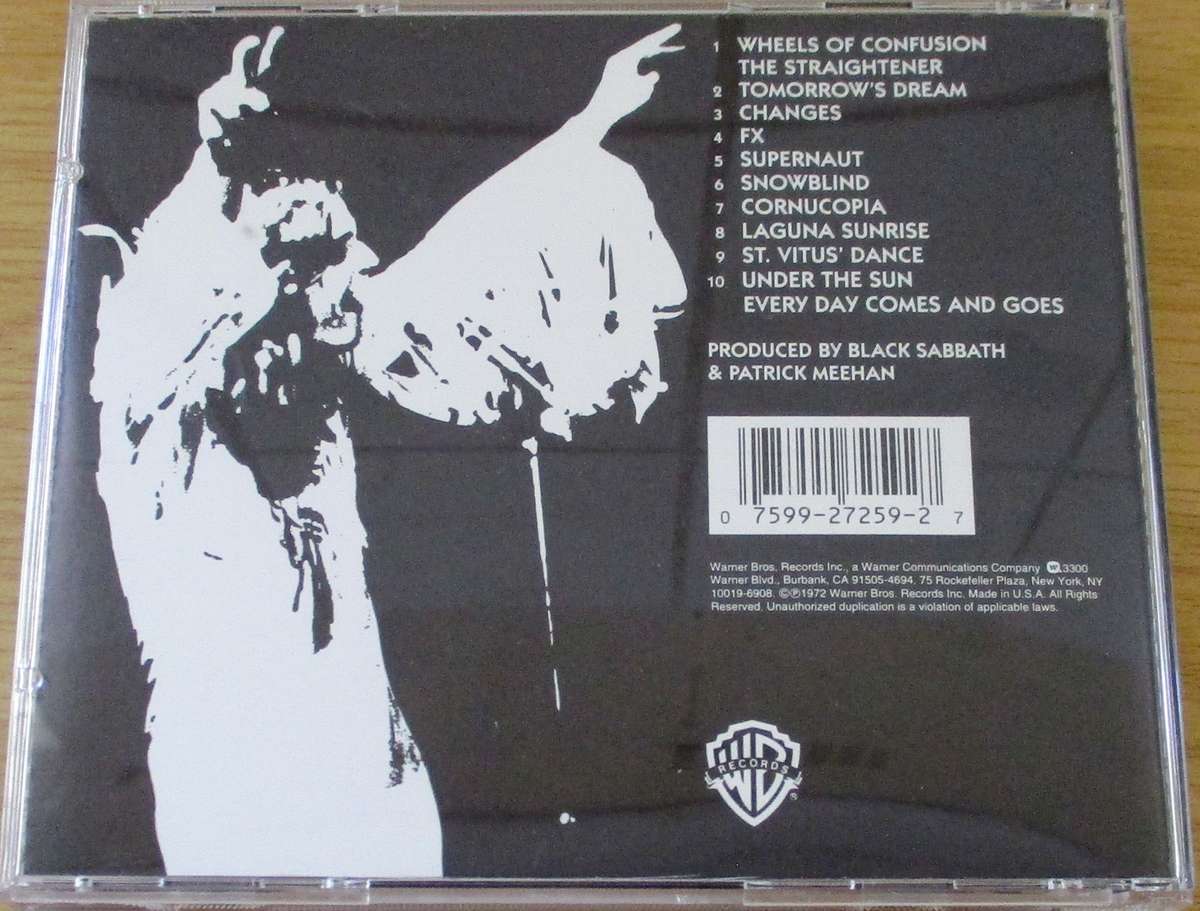 1 WHEELS OF CONFUSION
THE STRAIGHTENER
2 TOMORROW'S DREAM
3 CHANGES
4 FX
5 SUPERNAUT
6 SNOWBLIND
7 CORNUCOPIA
8 LAGUNA SUNRISE
9 ST. VITUS' DANCE
10 UNDER THE SUN
EVERY DAY COMES AND GOES
PRODUCED BY BLACK SABBATH
& PATRICK MEEHAN
0 7599-27259-2 7
Warner Bros. Records Inc., a Warner Communications Company W 3300
Warner Blvd., Burbank, CA 91505-4694. 75 Rockefeller Plaza, New York, NY
10019-6908. ©℗1972 Warner Bros. Records Inc. Made in U.S.A. All Rights
Reserved. Unauthorized duplication is a violation of applicable laws.
WB
RECORDS
®